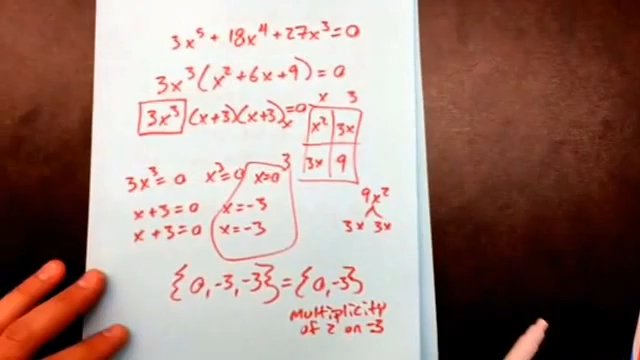 3x⁵ + 18x⁴ + 27x³ = 0
3x³(x² + 6x + 9) = 0
3x³ (x+3)(x+3) = 0
x 3
x x² 3x
3 3x 9
3x³ = 0 x³ = 0 x = 0
x + 3 = 0 x = -3
x + 3 = 0 x = -3
9x²
3x 3x
{0, -3, -3} = {0, -3}
multiplicity
of 2 on -3